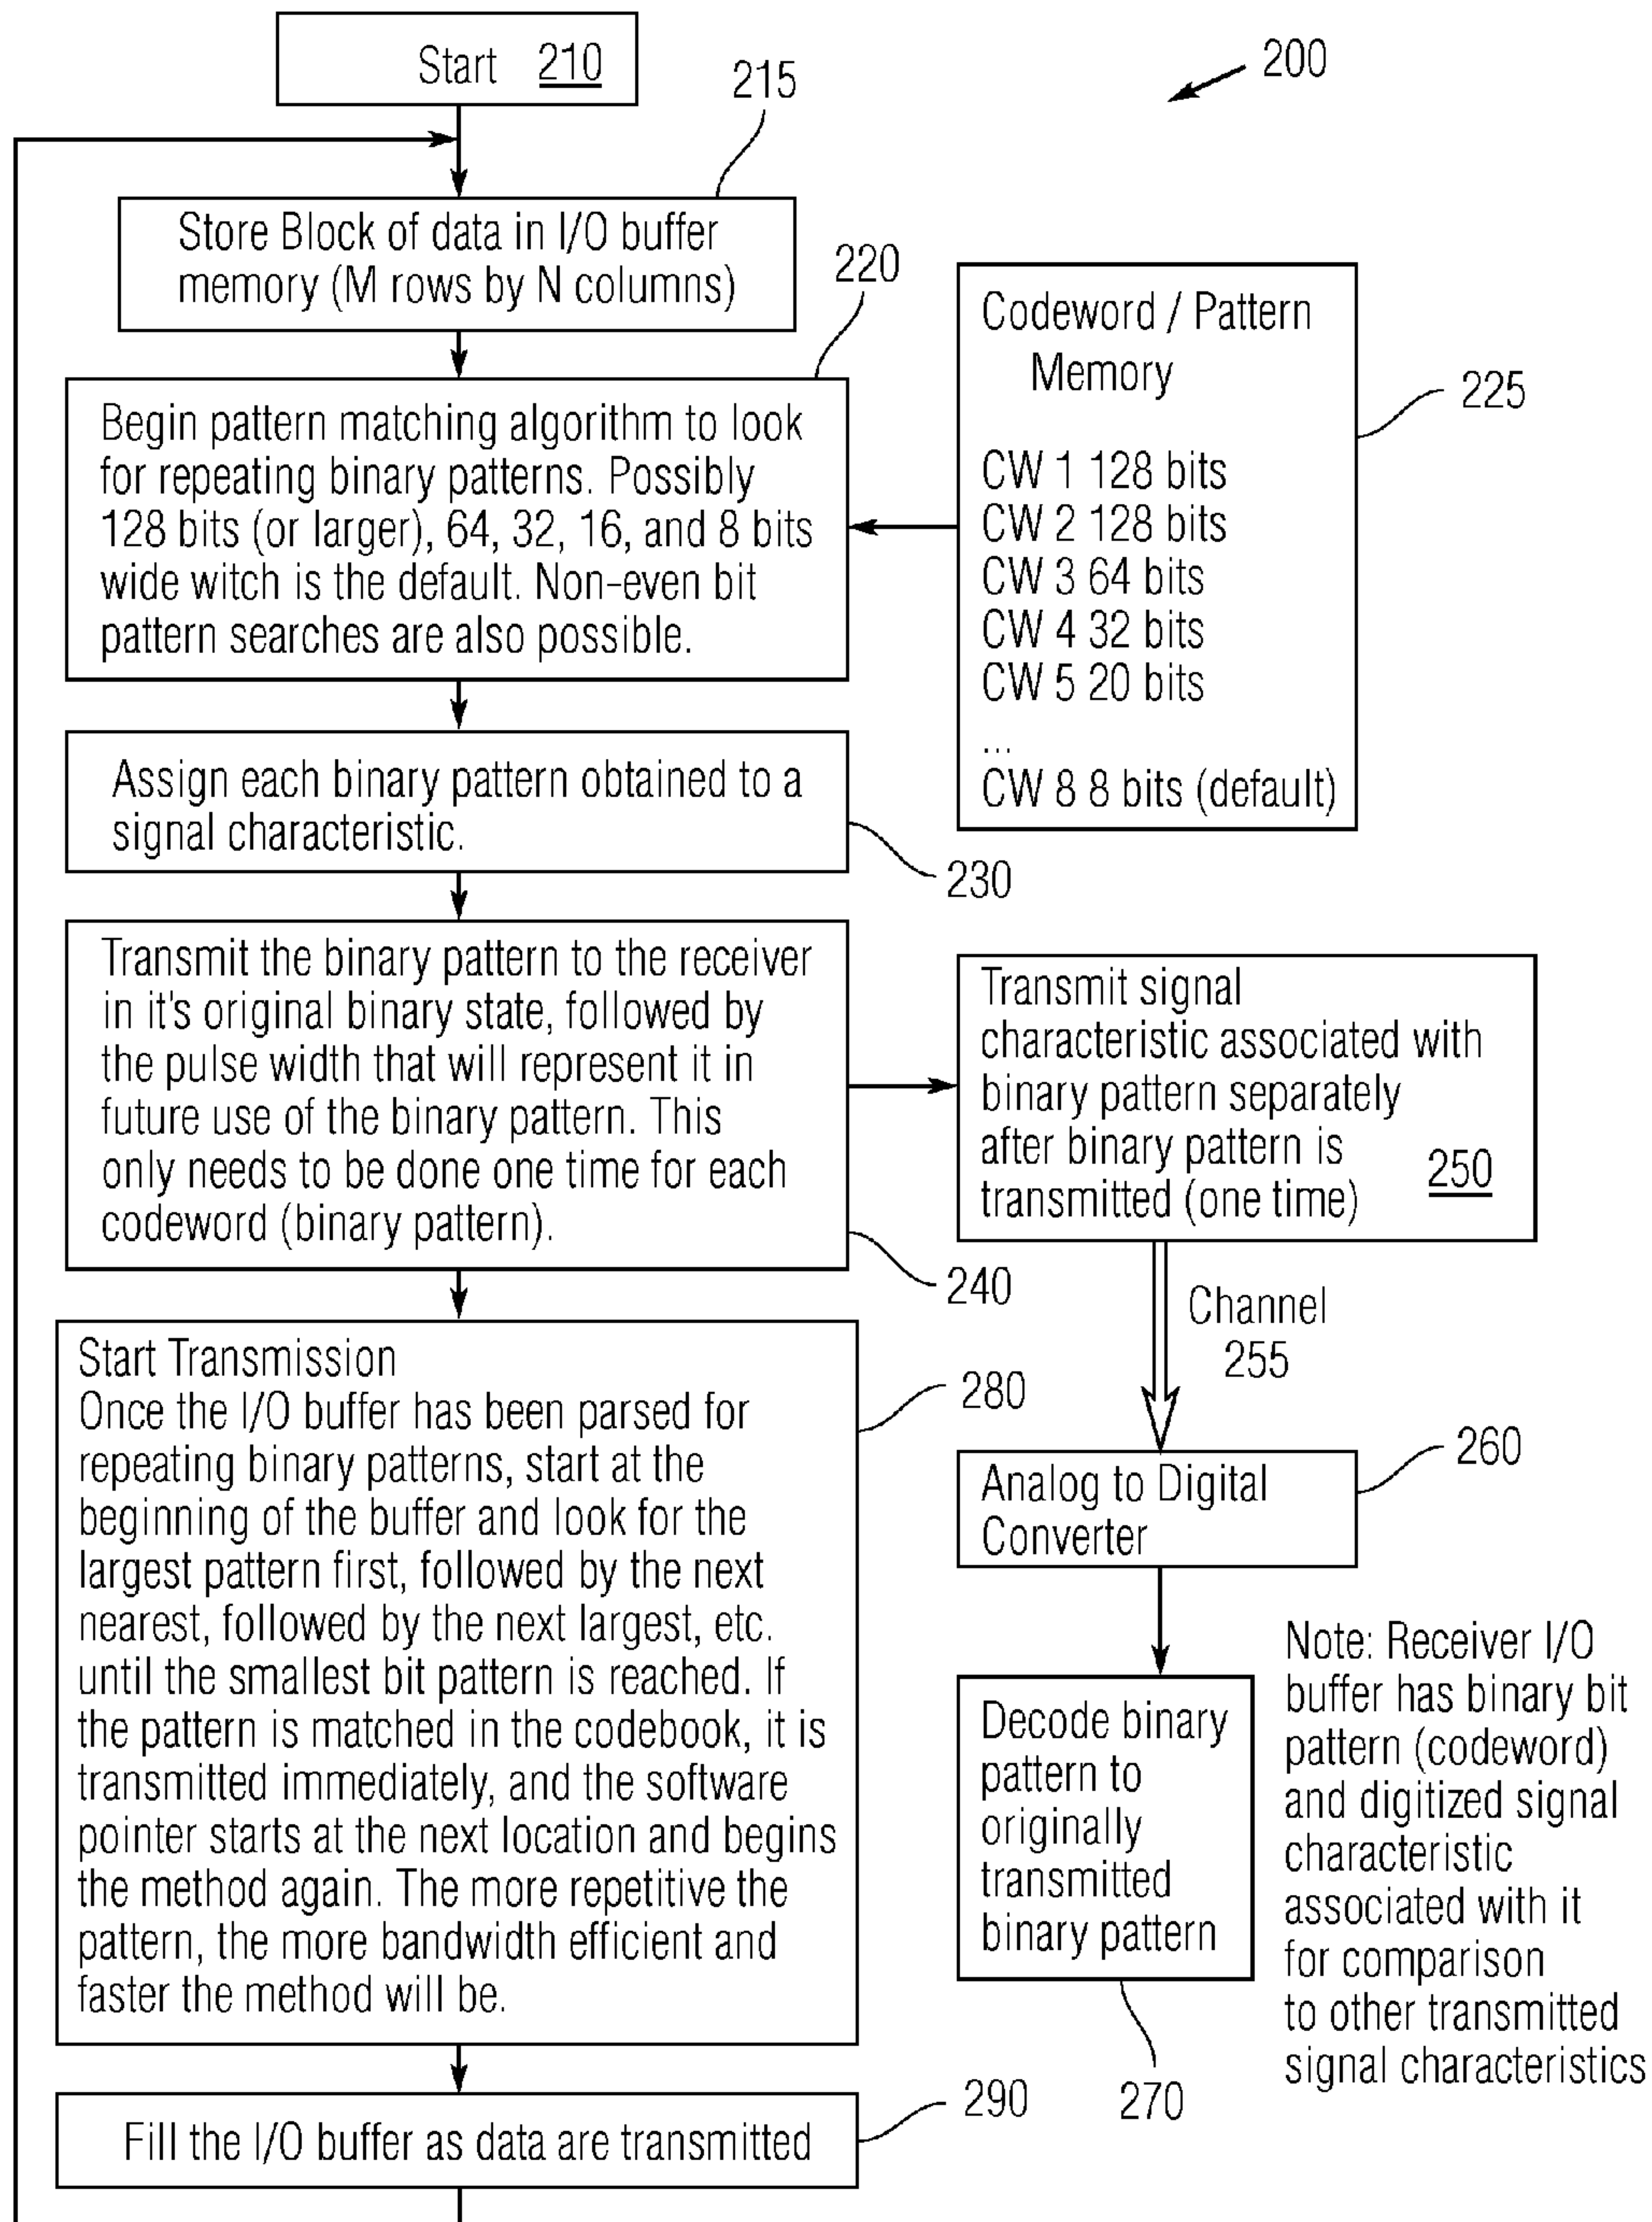 Start 210
200
215
Store Block of data in I/O buffer
memory (M rows by N columns)
220
Begin pattern matching algorithm to look
for repeating binary patterns. Possibly
128 bits (or larger), 64, 32, 16, and 8 bits
wide witch is the default. Non-even bit
pattern searches are also possible.
Codeword / Pattern
Memory
CW 1 128 bits
CW 2 128 bits
CW 3 64 bits
CW 4 32 bits
CW 5 20 bits
...
CW 8 8 bits (default)
225
Assign each binary pattern obtained to a
signal characteristic.
230
Transmit the binary pattern to the receiver
in it's original binary state, followed by
the pulse width that will represent it in
future use of the binary pattern. This
only needs to be done one time for each
codeword (binary pattern).
240
Transmit signal
characteristic associated with
binary pattern separately
after binary pattern is
transmitted (one time)
250
Channel
255
Start Transmission
Once the I/O buffer has been parsed for
repeating binary patterns, start at the
beginning of the buffer and look for the
largest pattern first, followed by the next
nearest, followed by the next largest, etc.
until the smallest bit pattern is reached. If
the pattern is matched in the codebook, it is
transmitted immediately, and the software
pointer starts at the next location and begins
the method again. The more repetitive the
pattern, the more bandwidth efficient and
faster the method will be.
280
Analog to Digital
Converter
260
Decode binary
pattern to
originally
transmitted
binary pattern
270
Note: Receiver I/O
buffer has binary bit
pattern (codeword)
and digitized signal
characteristic
associated with it
for comparison
to other transmitted
signal characteristics
Fill the I/O buffer as data are transmitted
290